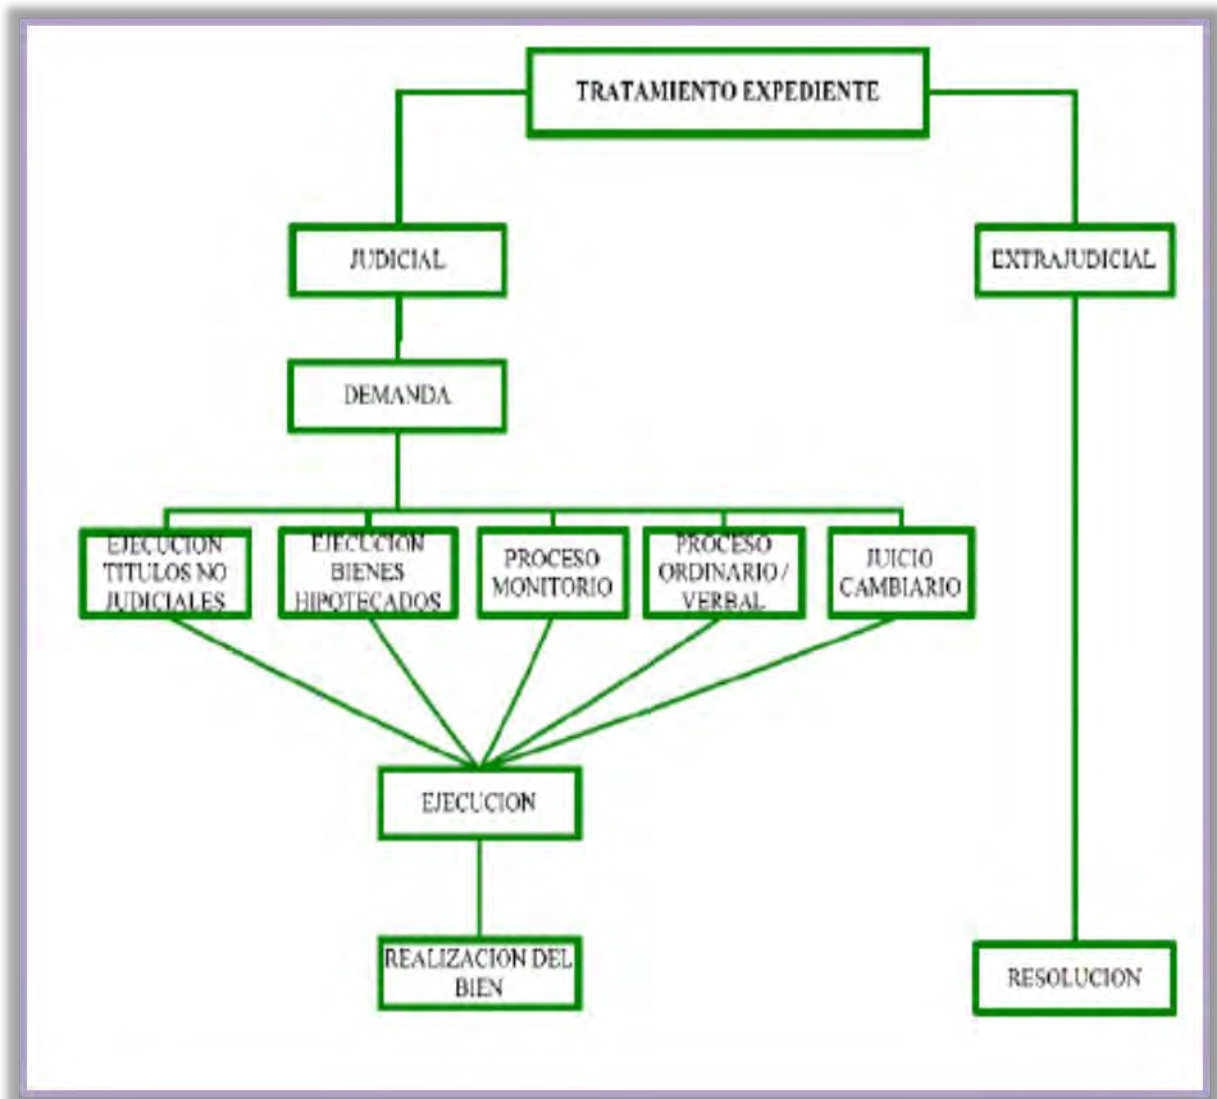 TRATAMIENTO EXPEDIENTE
JUDICIAL
EXTRAJUDICIAL
DEMANDA
EJECUCION
TITULOS NO
JUDICIALES
EJECUCION
BIENES
HIPOTECADOS
PROCESO
MONITORIO
PROCESO
ORDINARIO /
VERBAL
JUICIO
CAMBIARIO
EJECUCION
REALIZACION DEL
BIEN
RESOLUCION